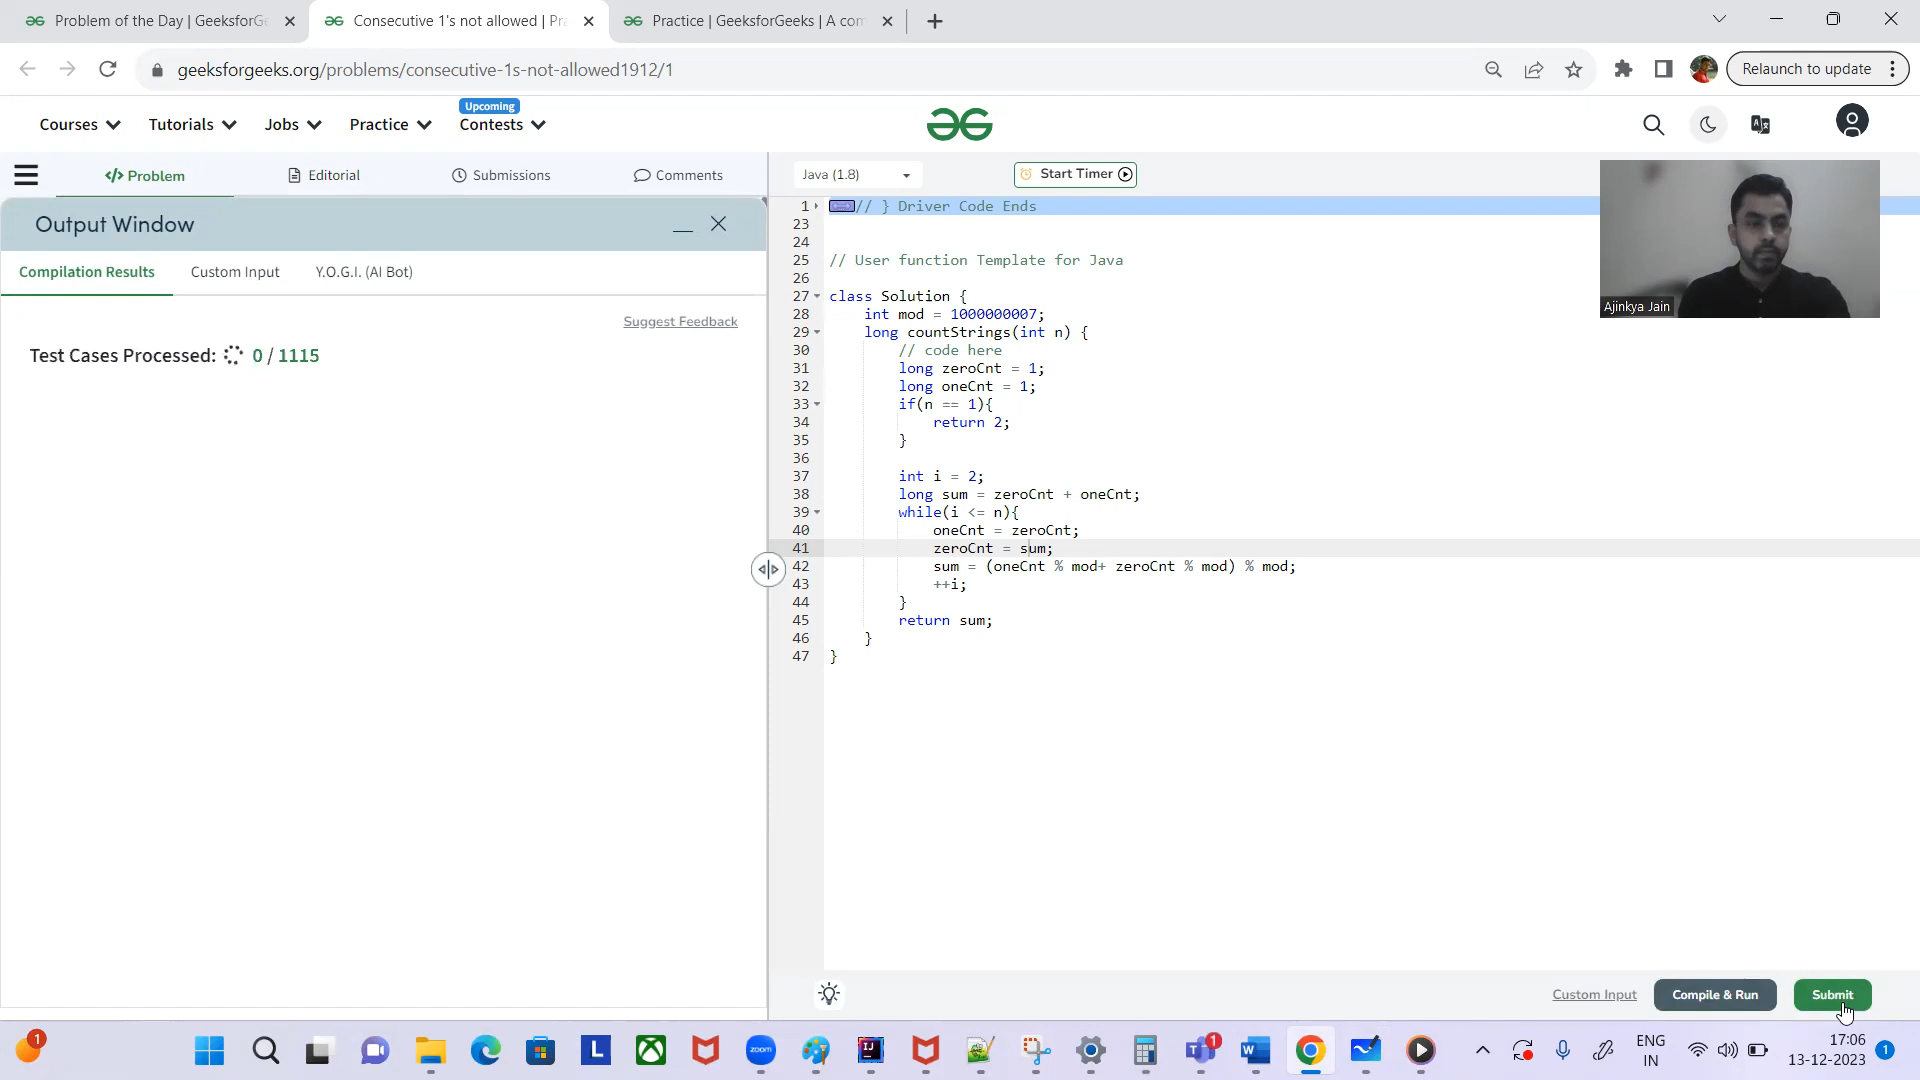 Problem of the Day | GeeksforGe
Consecutive 1's not allowed | Pra
Practice | GeeksforGeeks | A com
geeksforgeeks.org/problems/consecutive-1s-not-allowed1912/1
Relaunch to update
Upcoming
Courses
Tutorials
Jobs
Practice
Contests
</> Problem
Editorial
Submissions
Comments
Output Window
Compilation Results
Custom Input
Y.O.G.I. (AI Bot)
Suggest Feedback
Test Cases Processed: 0 / 1115
Java (1.8)
Start Timer
1 // } Driver Code Ends
23
24
25 // User function Template for Java
26
27 class Solution {
28 int mod = 1000000007;
29 long countStrings(int n) {
30 // code here
31 long zeroCnt = 1;
32 long oneCnt = 1;
33 if(n == 1){
34 return 2;
35 }
36
37 int i = 2;
38 long sum = zeroCnt + oneCnt;
39 while(i <= n){
40 oneCnt = zeroCnt;
41 zeroCnt = sum;
42 sum = (oneCnt % mod+ zeroCnt % mod) % mod;
43 ++i;
44 }
45 return sum;
46 }
47 }
Ajinkya Jain
Custom Input
Compile & Run
Submit
1
L
zoom
IJ
1
W
ENG
IN
17:06
13-12-2023
1